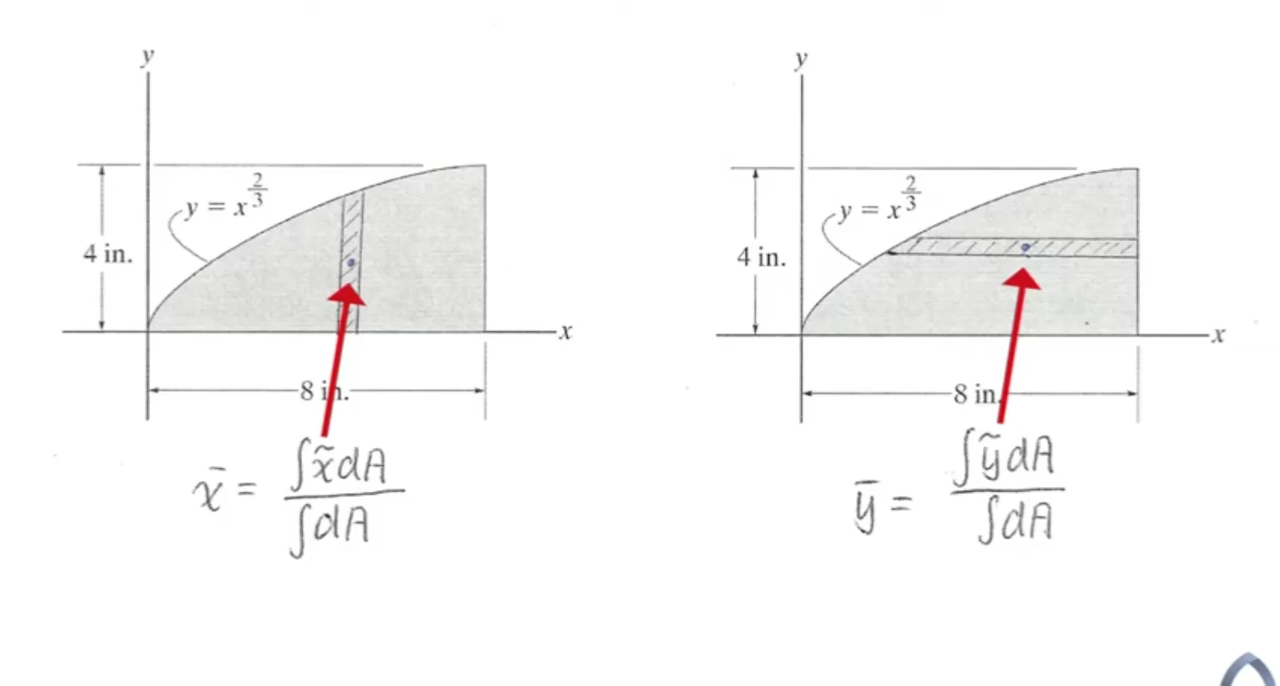 y
y = x^{2/3}
4 in.
x
8 in.
x̄ = ∫x̃dA / ∫dA
y
y = x^{2/3}
4 in.
x
8 in.
ȳ = ∫ỹdA / ∫dA